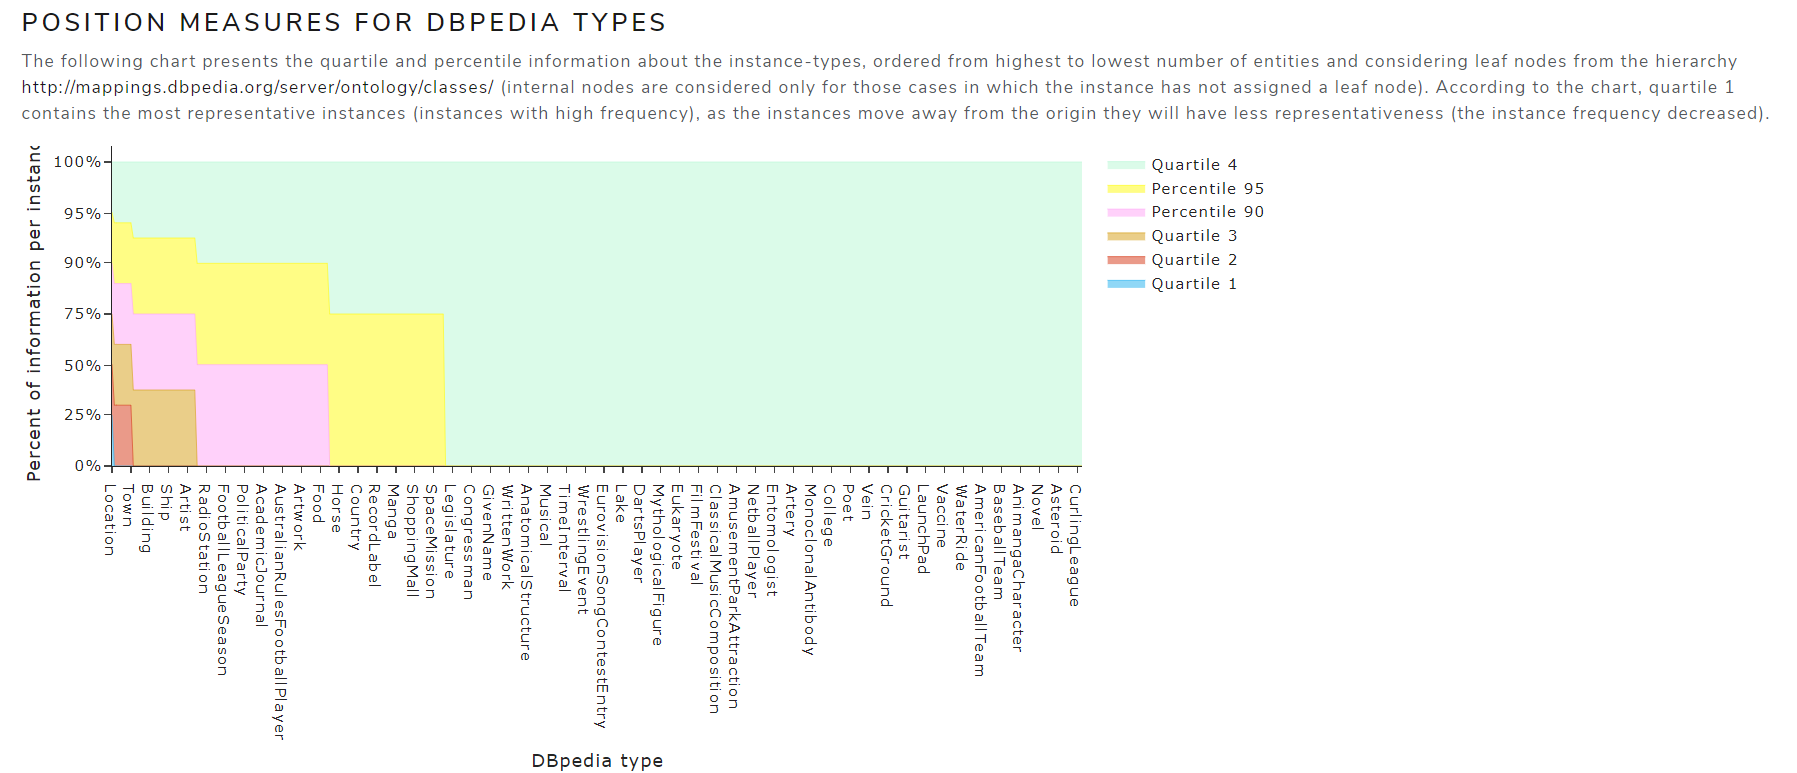 POSITION MEASURES FOR DBPEDIA TYPES
The following chart presents the quartile and percentile information about the instance-types, ordered from highest to lowest number of entities and considering leaf nodes from the hierarchy
http://mappings.dbpedia.org/server/ontology/classes/ (internal nodes are considered only for those cases in which the instance has not assigned a leaf node). According to the chart, quartile 1
contains the most representative instances (instances with high frequency), as the instances move away from the origin they will have less representativeness (the instance frequency decreased).
Percent of information per instanc
100%
95%
90%
75%
50%
25%
0%
Quartile 4
Percentile 95
Percentile 90
Quartile 3
Quartile 2
Quartile 1
Location
Town
Building
Ship
Artist
RadioStation
FootballLeagueSeason
PoliticalParty
AcademicJournal
AustralianRulesFootballPlayer
Artwork
Food
Horse
Country
RecordLabel
Manga
ShoppingMall
SpaceMission
Legislature
Congressman
GivenName
WrittenWork
AnatomicalStructure
Musical
TimeInterval
WrestlingEvent
EurovisionSongContestEntry
Lake
DartsPlayer
MythologicalFigure
Eukaryote
FilmFestival
ClassicalMusicComposition
AmusementParkAttraction
NetballPlayer
Entomologist
Artery
MonoclonalAntibody
College
Poet
Vein
CricketGround
Guitarist
LaunchPad
Vaccine
WaterRide
AmericanFootballTeam
BaseballTeam
AnimangaCharacter
Novel
Asteroid
CurlingLeague
DBpedia type